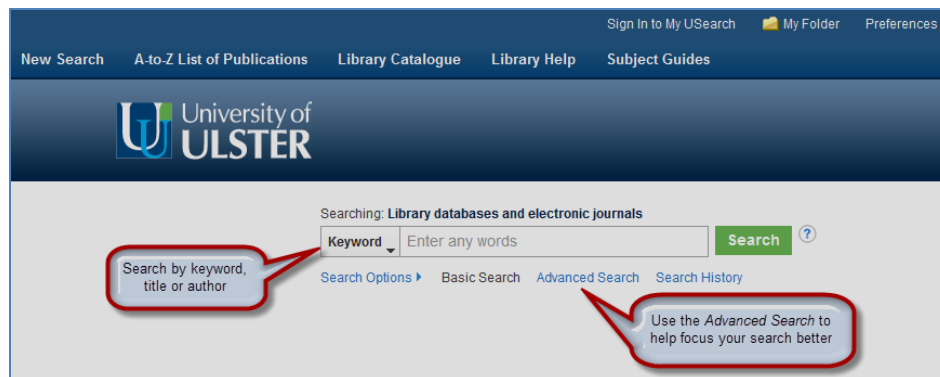 Sign In to My USearch My Folder Preferences
New Search A-to-Z List of Publications Library Catalogue Library Help Subject Guides
University of
ULSTER
Searching: Library databases and electronic journals
Keyword Enter any words Search ?
Search by keyword,
title or author
Search Options Basic Search Advanced Search Search History
Use the Advanced Search to
help focus your search better